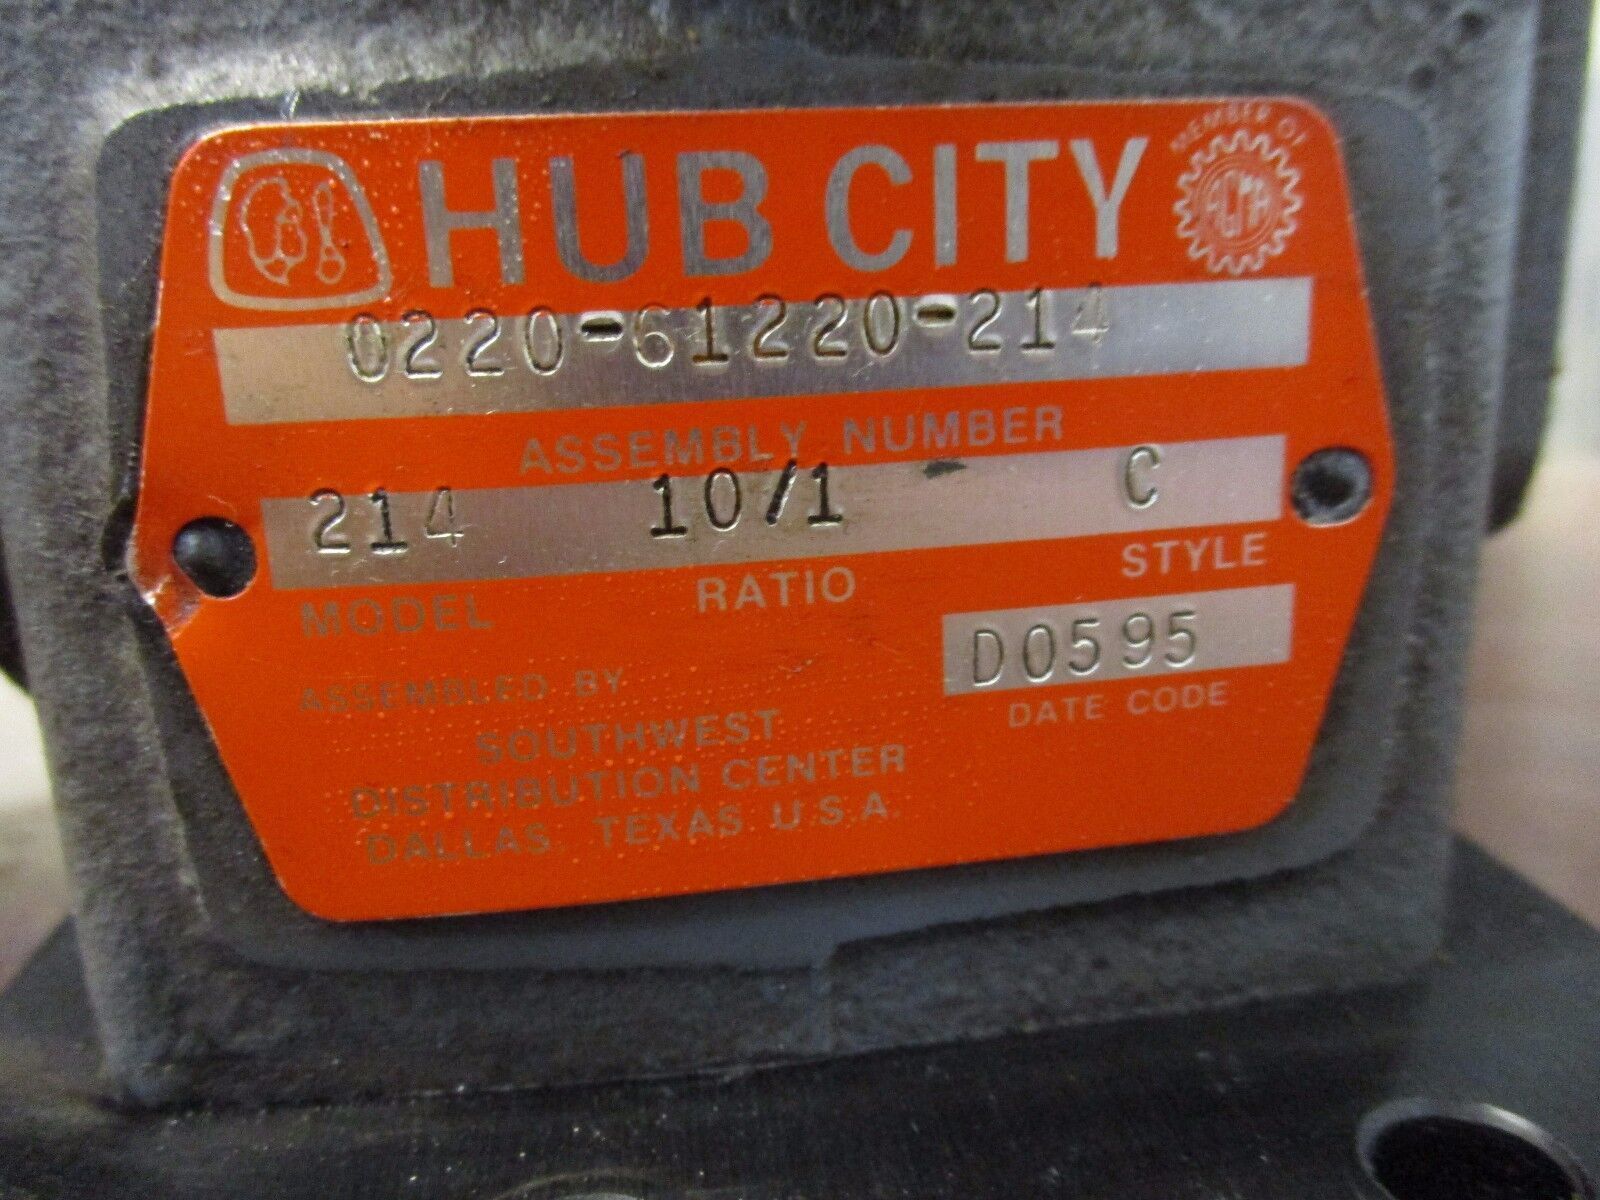 HUB CITY
MEMBER OF
AGMA
0220-61220-214
ASSEMBLY NUMBER
214 10/1 C
MODEL RATIO STYLE
D0595
DATE CODE
ASSEMBLED BY
SOUTHWEST
DISTRIBUTION CENTER
DALLAS, TEXAS U.S.A.